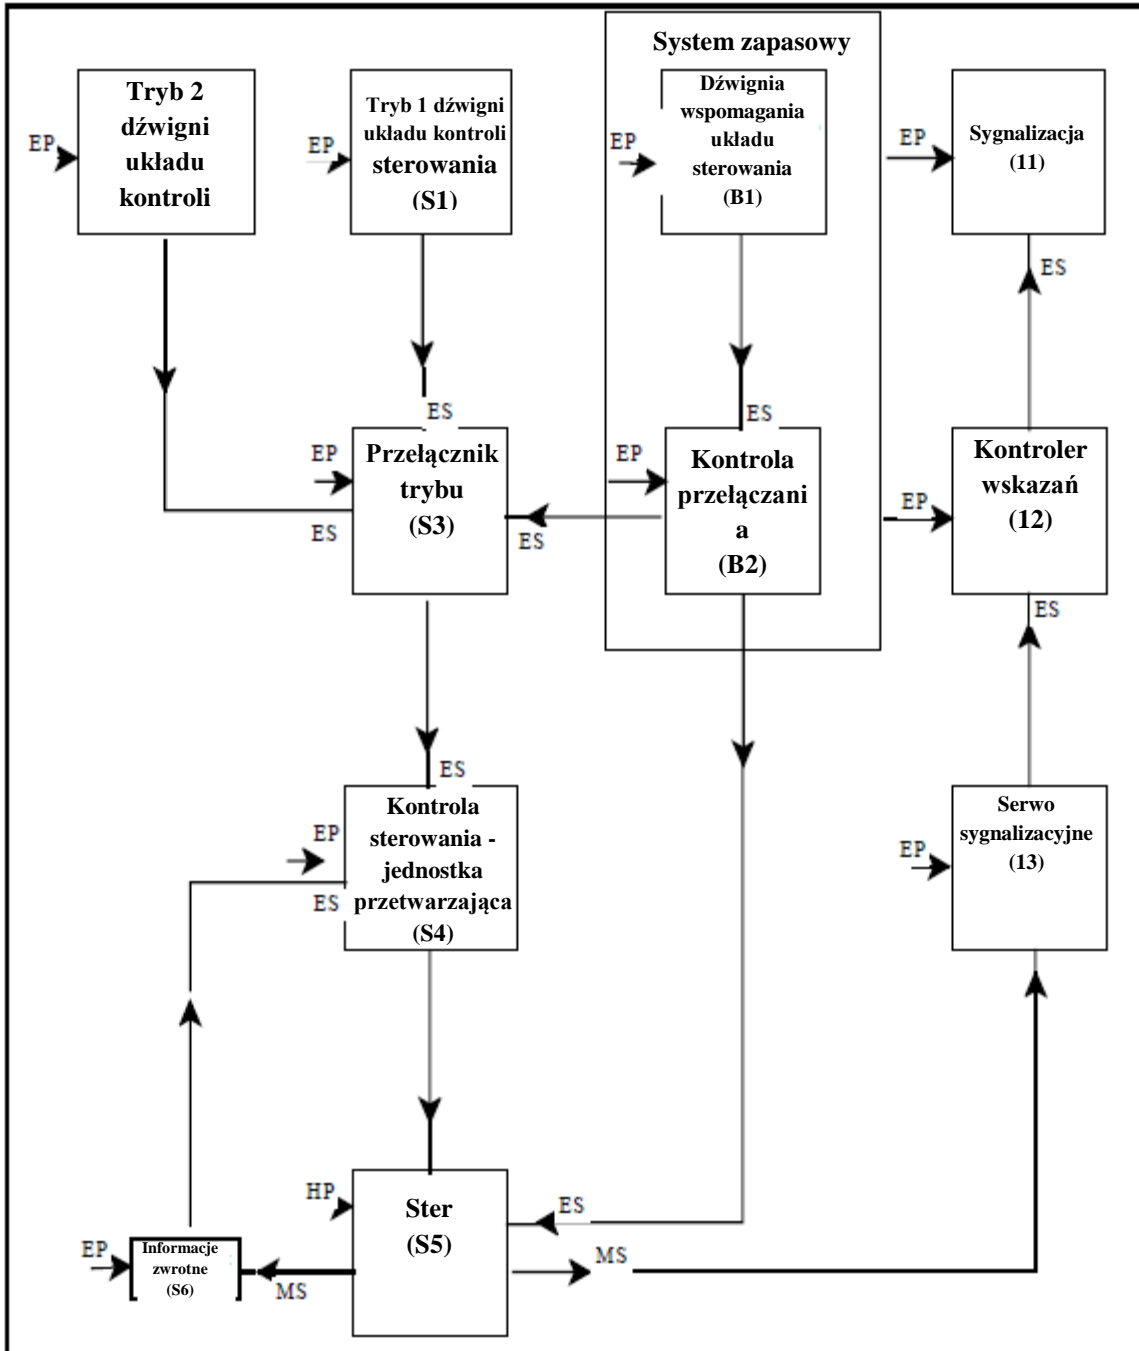 System zapasowy
EP
Tryb 2
dźwigni
układu
kontroli
EP
Tryb 1 dźwigni
układu kontroli
sterowania
(S1)
EP
Dźwignia
wspomagania
układu
sterowania
(B1)
EP
Sygnalizacja
(11)
ES
ES
ES
EP
Przełącznik
trybu
(S3)
ES
ES
EP
Kontrola
przełączani
a
(B2)
EP
Kontroler
wskazań
(12)
ES
ES
EP
Kontrola
sterowania -
jednostka
przetwarzająca
(S4)
ES
EP
Serwo
sygnalizacyjne
(13)
HP
Ster
(S5)
ES
MS
EP
Informacje
zwrotne
(S6)
MS